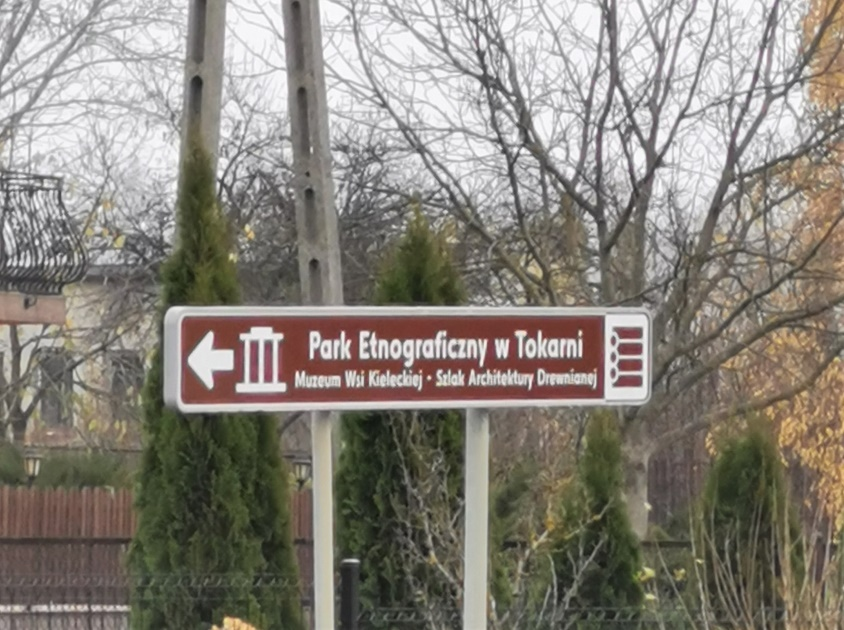 Park Etnograficzny w Tokarni
Muzeum Wsi Kieleckiej • Szlak Architektury Drewnianej